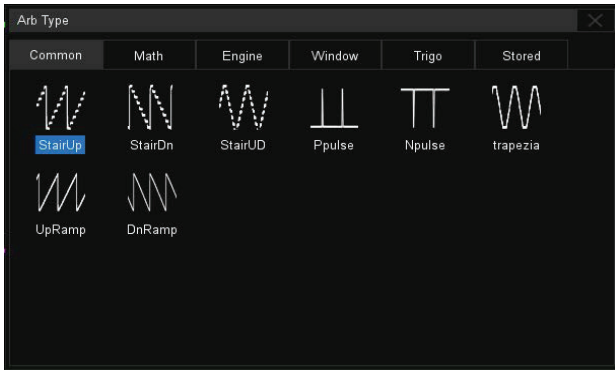 Arb Type
Common Math Engine Window Trigo Stored
StairUp StairDn StairUD Ppulse Npulse trapezia
UpRamp DnRamp